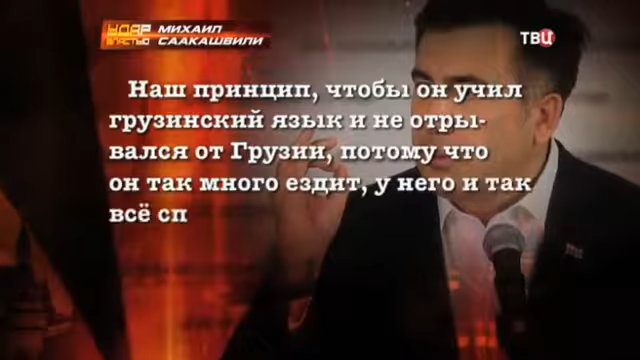 УДАР
ВЛАСТЬЮ
МИХАИЛ
СААКАШВИЛИ
ТВЦ
Наш принцип, чтобы он учил
грузинский язык и не отры-
вался от Грузии, потому что
он так много ездит, у него и так
всё сп